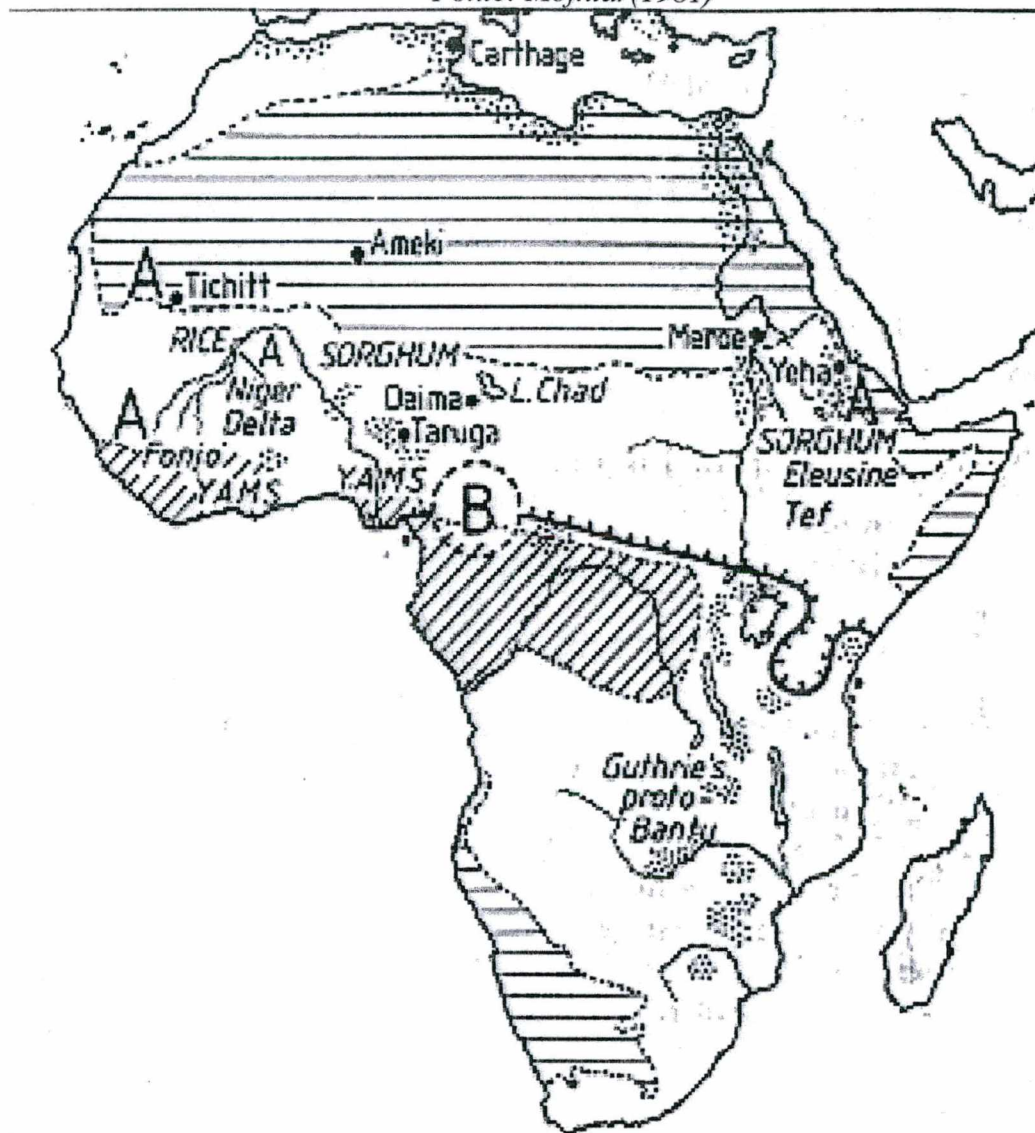 (1981)
Carthage
Ameki
A
Tichitt
Meroe
RICE
A
SORGHUM
Yeha
A
Niger
Delta
Daima
L.Chad
A
Taruga
SORGHUM
Fonio
Eleusine
YAMS
YAMS
Tef
B
Guthrie's
proto
Bantu